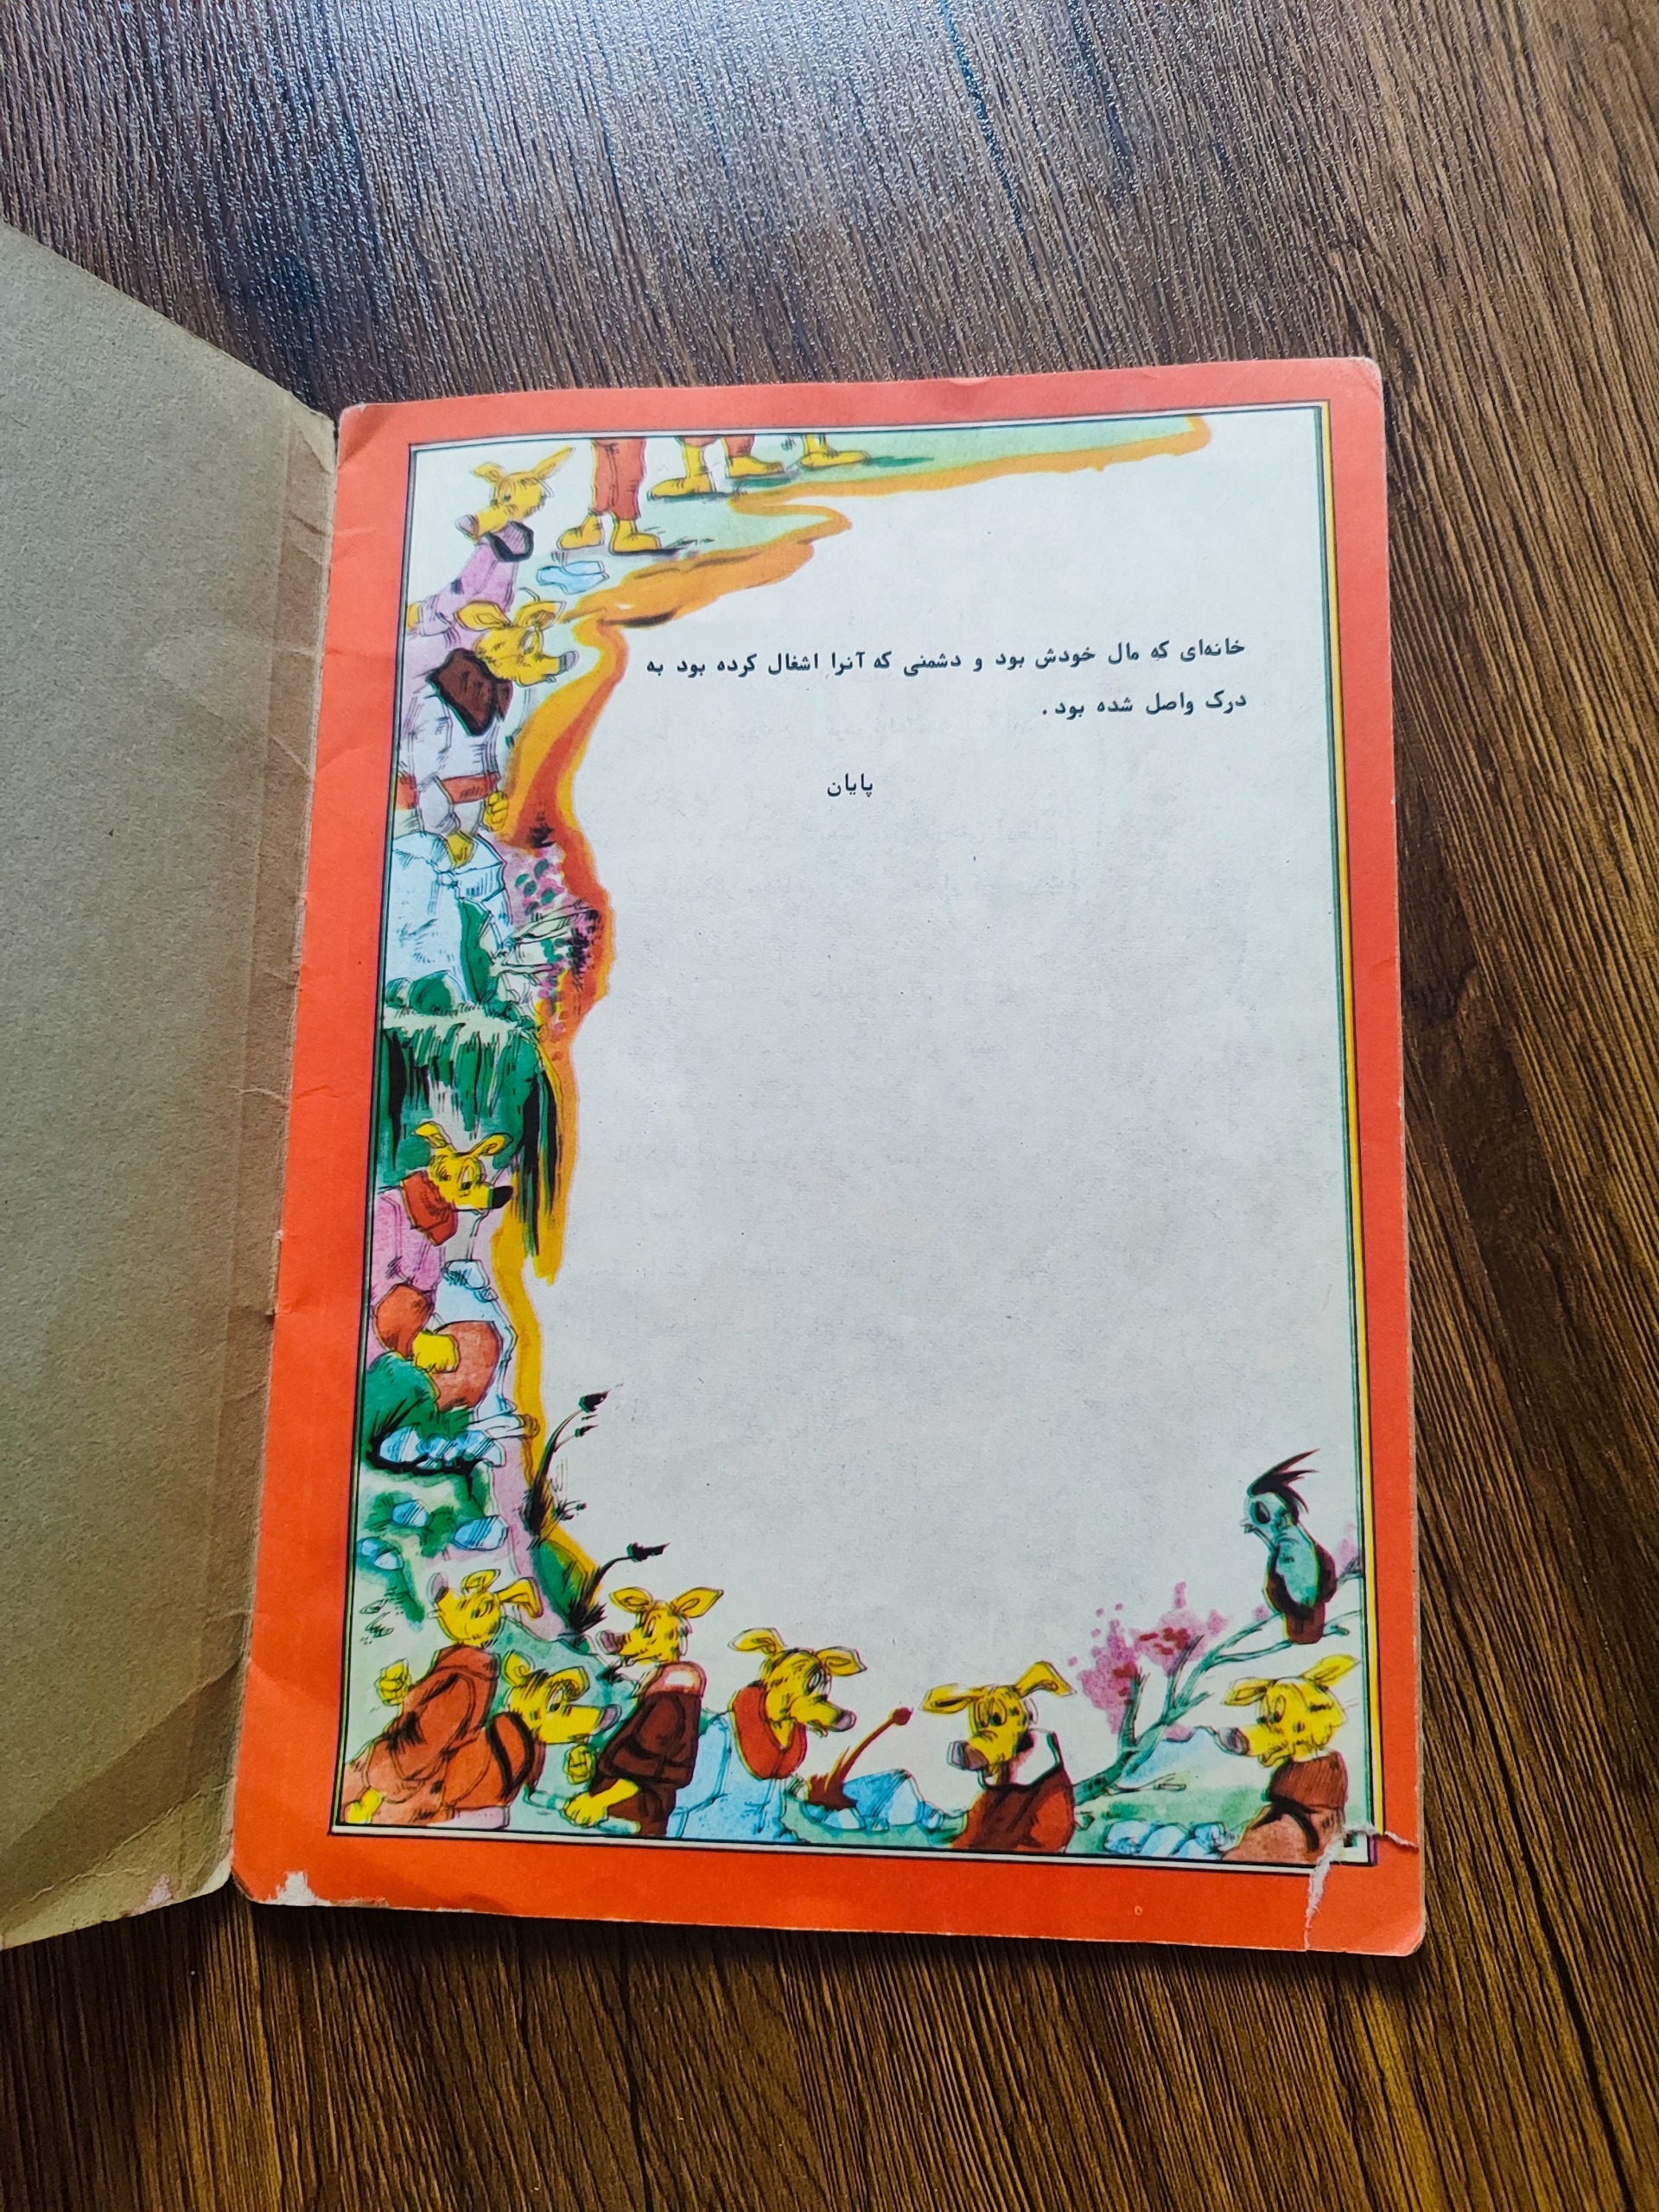 خانه‌ای که مال خودش بود و دشمنی که آنرا اشغال کرده بود به
درک واصل شده بود .
پایان